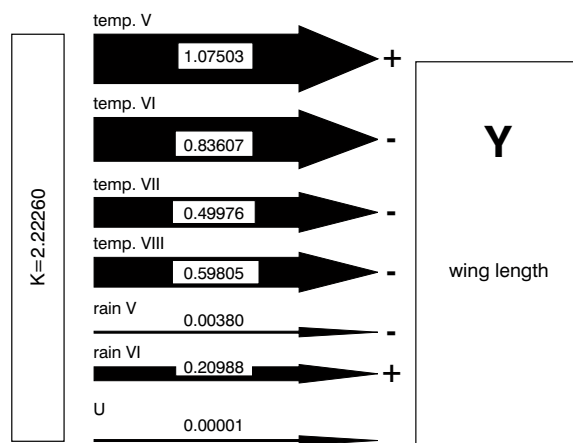 temp. V
1.07503
+
temp. VI
0.83607
-
Y
temp. VII
0.49976
-
K=2.22260
temp. VIII
0.59805
-
wing length
rain V
0.00380
-
rain VI
0.20988
+
U
0.00001